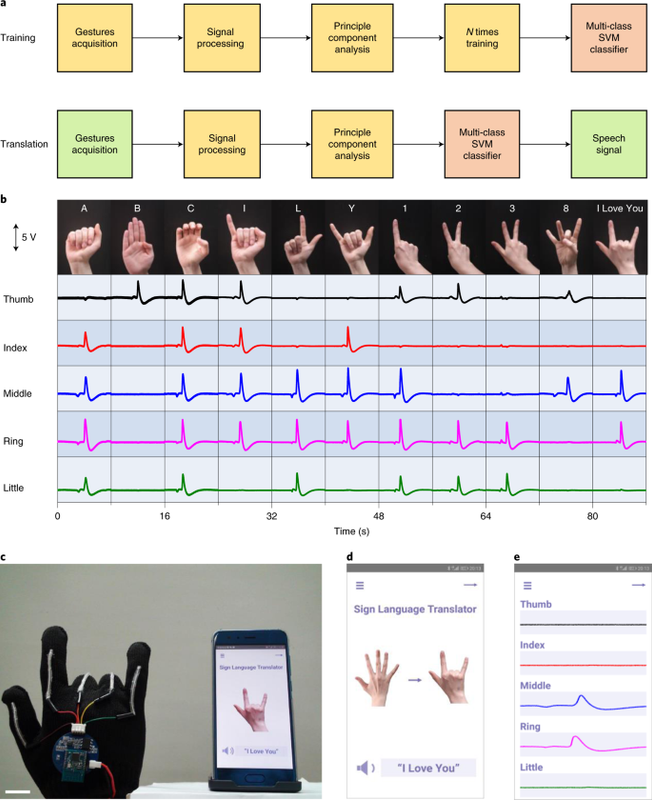 a
Training
Gestures
acquisition
Signal
processing
Principle
component
analysis
N times
training
Multi-class
SVM
classifier
Translation
Gestures
acquisition
Signal
processing
Principle
component
analysis
Multi-class
SVM
classifier
Speech
signal
b
5 V
A B C I L Y 1 2 3 8 I Love You
Thumb
Index
Middle
Ring
Little
0 16 32 48 64 80
Time (s)
c
Sign Language Translator
"I Love You"
d
Sign Language Translator
"I Love You"
e
Thumb
Index
Middle
Ring
Little